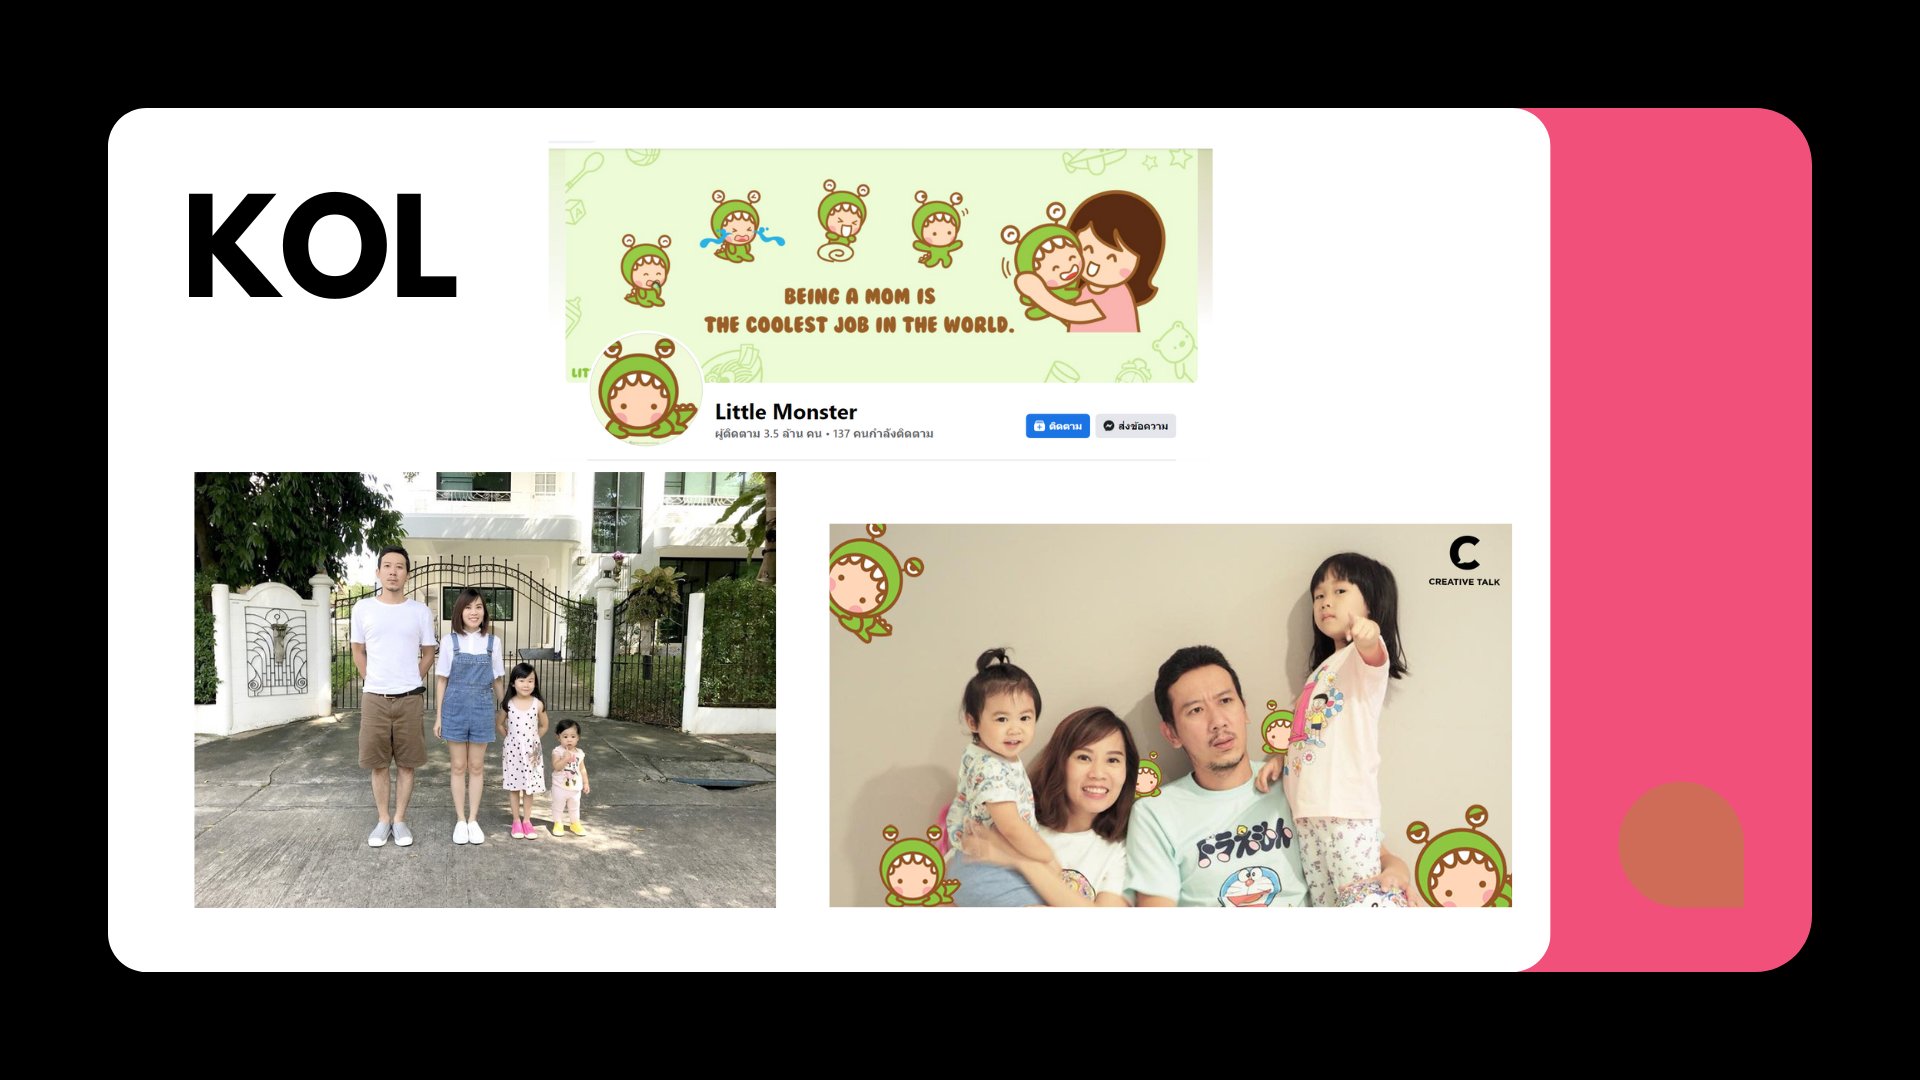 KOL
BEING A MOM IS
THE COOLEST JOB IN THE WORLD.
LIT
Little Monster
ผู้ติดตาม 3.5 ล้าน คน • 137 คนกำลังติดตาม
ติดตาม
ส่งข้อความ
CREATIVE TALK
ドラえもん